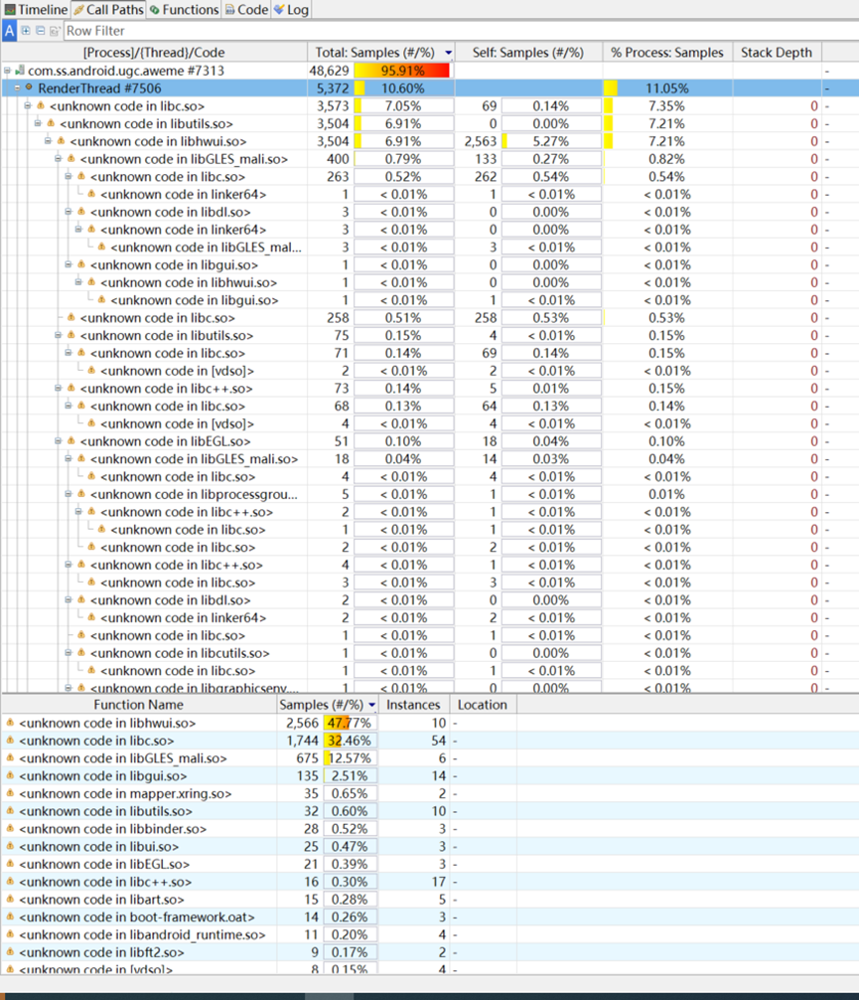 Timeline Call Paths Functions Code Log
A Row Filter
[Process]/{Thread}/Code Total: Samples (#/%) Self: Samples (#/%) % Process: Samples Stack Depth
com.ss.android.ugc.aweme #7313 48,629 95.91% -
RenderThread #7506 5,372 10.60% 11.05% -
<unknown code in libc.so> 3,573 7.05% 69 0.14% 7.35% 0 -
<unknown code in libutils.so> 3,504 6.91% 0 0.00% 7.21% 0 -
<unknown code in libhwui.so> 3,504 6.91% 2,563 5.27% 7.21% 0 -
<unknown code in libGLES_mali.so> 400 0.79% 133 0.27% 0.82% 0 -
<unknown code in libc.so> 263 0.52% 262 0.54% 0.54% 0 -
<unknown code in linker64> 1 < 0.01% 1 < 0.01% < 0.01% 0 -
<unknown code in libdl.so> 3 < 0.01% 0 0.00% < 0.01% 0 -
<unknown code in linker64> 3 < 0.01% 0 0.00% < 0.01% 0 -
<unknown code in libGLES_mal... 3 < 0.01% 3 < 0.01% < 0.01% 0 -
<unknown code in libgui.so> 1 < 0.01% 0 0.00% < 0.01% 0 -
<unknown code in libhwui.so> 1 < 0.01% 0 0.00% < 0.01% 0 -
<unknown code in libgui.so> 1 < 0.01% 1 < 0.01% < 0.01% 0 -
<unknown code in libc.so> 258 0.51% 258 0.53% 0.53% 0 -
<unknown code in libutils.so> 75 0.15% 4 < 0.01% 0.15% 0 -
<unknown code in libc.so> 71 0.14% 69 0.14% 0.15% 0 -
<unknown code in [vdso]> 2 < 0.01% 2 < 0.01% < 0.01% 0 -
<unknown code in libc++.so> 73 0.14% 5 0.01% 0.15% 0 -
<unknown code in libc.so> 68 0.13% 64 0.13% 0.14% 0 -
<unknown code in [vdso]> 4 < 0.01% 4 < 0.01% < 0.01% 0 -
<unknown code in libEGL.so> 51 0.10% 18 0.04% 0.10% 0 -
<unknown code in libGLES_mali.so> 18 0.04% 14 0.03% 0.04% 0 -
<unknown code in libc.so> 4 < 0.01% 4 < 0.01% < 0.01% 0 -
<unknown code in libprocessgrou... 5 < 0.01% 1 < 0.01% 0.01% 0 -
<unknown code in libc++.so> 2 < 0.01% 1 < 0.01% < 0.01% 0 -
<unknown code in libc.so> 1 < 0.01% 1 < 0.01% < 0.01% 0 -
<unknown code in libc.so> 2 < 0.01% 2 < 0.01% < 0.01% 0 -
<unknown code in libc++.so> 4 < 0.01% 1 < 0.01% < 0.01% 0 -
<unknown code in libc.so> 3 < 0.01% 3 < 0.01% < 0.01% 0 -
<unknown code in libdl.so> 2 < 0.01% 0 0.00% < 0.01% 0 -
<unknown code in linker64> 2 < 0.01% 2 < 0.01% < 0.01% 0 -
<unknown code in libc.so> 1 < 0.01% 1 < 0.01% < 0.01% 0 -
<unknown code in libcutils.so> 1 < 0.01% 0 0.00% < 0.01% 0 -
<unknown code in libc.so> 1 < 0.01% 1 < 0.01% < 0.01% 0 -
<unknown code in libgraphicsenv.... 1 < 0.01% 0 0.00% < 0.01% 0 -
Function Name Samples (#/%) Instances Location
<unknown code in libhwui.so> 2,566 47.77% 10 -
<unknown code in libc.so> 1,744 32.46% 54 -
<unknown code in libGLES_mali.so> 675 12.57% 6 -
<unknown code in libgui.so> 135 2.51% 14 -
<unknown code in mapper.xring.so> 35 0.65% 2 -
<unknown code in libutils.so> 32 0.60% 10 -
<unknown code in libbinder.so> 28 0.52% 3 -
<unknown code in libui.so> 25 0.47% 3 -
<unknown code in libEGL.so> 21 0.39% 3 -
<unknown code in libc++.so> 16 0.30% 17 -
<unknown code in libart.so> 15 0.28% 5 -
<unknown code in boot-framework.oat> 14 0.26% 3 -
<unknown code in libandroid_runtime.so> 11 0.20% 4 -
<unknown code in libft2.so> 9 0.17% 2 -
<unknown code in [vdso]> 8 0.15% 4 -